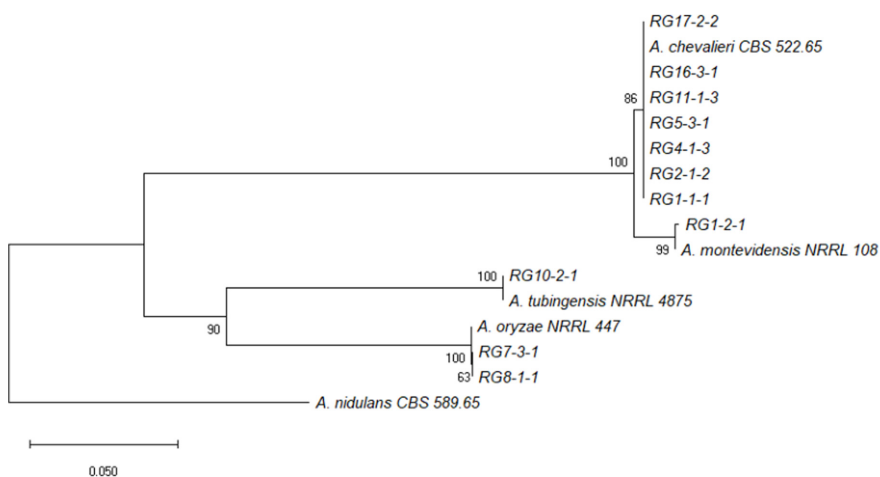 RG17-2-2
A. chevalieri CBS 522.65
RG16-3-1
86
RG11-1-3
RG5-3-1
RG4-1-3
100
RG2-1-2
RG1-1-1
RG1-2-1
99
A. montevidensis NRRL 108
100
RG10-2-1
A. tubingensis NRRL 4875
90
A. oryzae NRRL 447
100
RG7-3-1
63
RG8-1-1
A. nidulans CBS 589.65
0.050